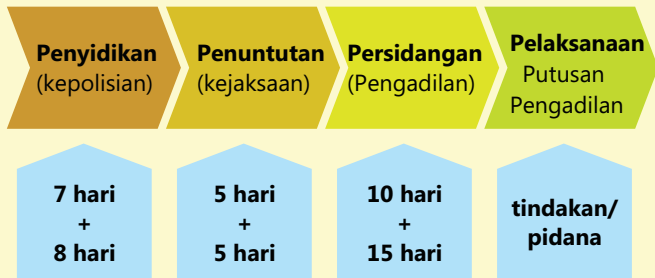 Penyidikan
(kepolisian)
Penuntutan
(kejaksaan)
Persidangan
(Pengadilan)
Pelaksanaan
Putusan
Pengadilan
7 hari
+
8 hari
5 hari
+
5 hari
10 hari
+
15 hari
tindakan/
pidana